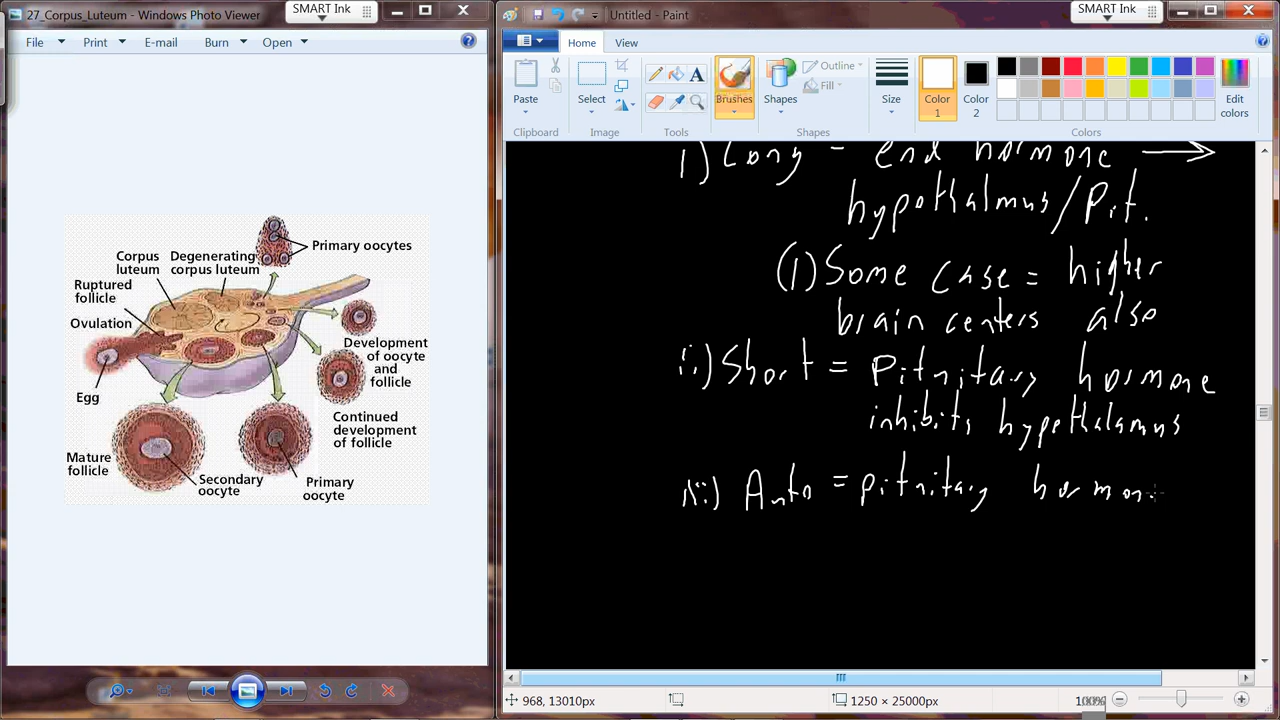 27_Corpus_Luteum - Windows Photo Viewer
SMART Ink
File
Print
E-mail
Burn
Open
Primary oocytes
Corpus
luteum
Degenerating
corpus luteum
Ruptured
follicle
Ovulation
Egg
Development
of oocyte
and
follicle
Continued
development
of follicle
Mature
follicle
Secondary
oocyte
Primary
oocyte
Untitled - Paint
SMART Ink
Home
View
Paste
Select
Brushes
Shapes
Outline
Fill
Size
Color
1
Color
2
Edit
colors
Clipboard
Image
Tools
Shapes
Colors
i) Long = end hormone →
hypothalmus/Pit.
(1) Some case = higher
brain centers also
ii) Short = Pituitary hormone
inhibits hypothalamus
iii) Auto = pituitary hormon
968, 13010px
1250 × 25000px
100%